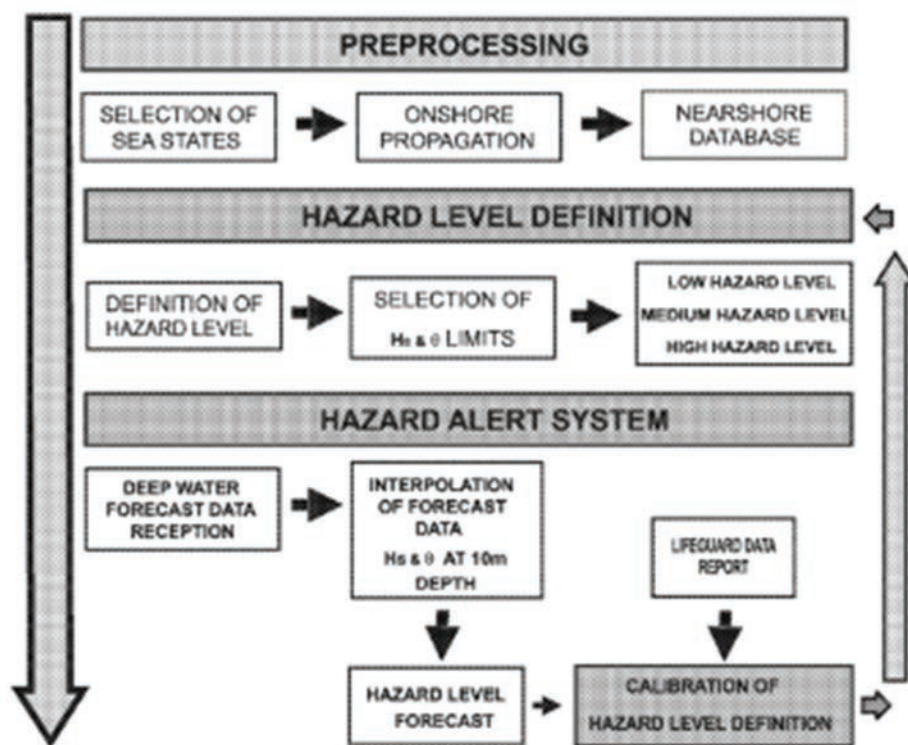 PREPROCESSING
SELECTION OF
SEA STATES
ONSHORE
PROPAGATION
NEARSHORE
DATABASE
HAZARD LEVEL DEFINITION
DEFINITION OF
HAZARD LEVEL
SELECTION OF
Hs & θ LIMITS
LOW HAZARD LEVEL
MEDIUM HAZARD LEVEL
HIGH HAZARD LEVEL
HAZARD ALERT SYSTEM
DEEP WATER
FORECAST DATA
RECEPTION
INTERPOLATION
OF FORECAST
DATA
Hs & θ AT 10m
DEPTH
LIFEGUARD DATA
REPORT
HAZARD LEVEL
FORECAST
CALIBRATION OF
HAZARD LEVEL DEFINITION